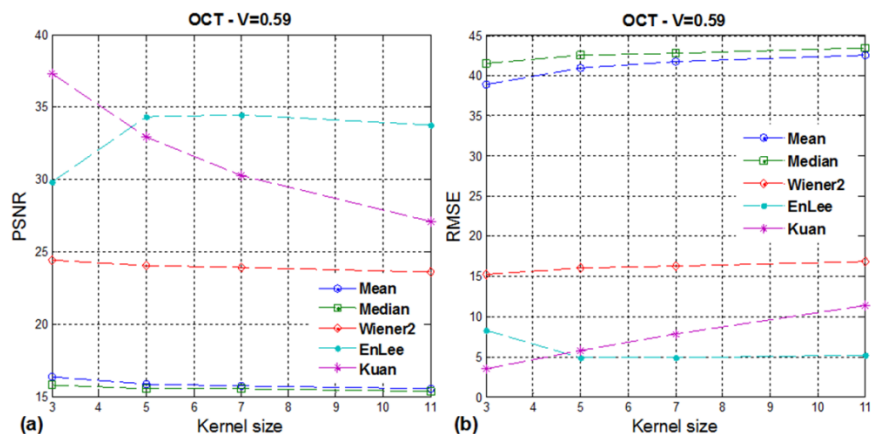 OCT - V=0.59
PSNR
40
35
30
25
20
15
3 4 5 6 7 8 9 10 11
Kernel size
Mean
Median
Wiener2
EnLee
Kuan
(a)
OCT - V=0.59
RMSE
45
40
35
30
25
20
15
10
5
0
3 4 5 6 7 8 9 10 11
Kernel size
Mean
Median
Wiener2
EnLee
Kuan
(b)